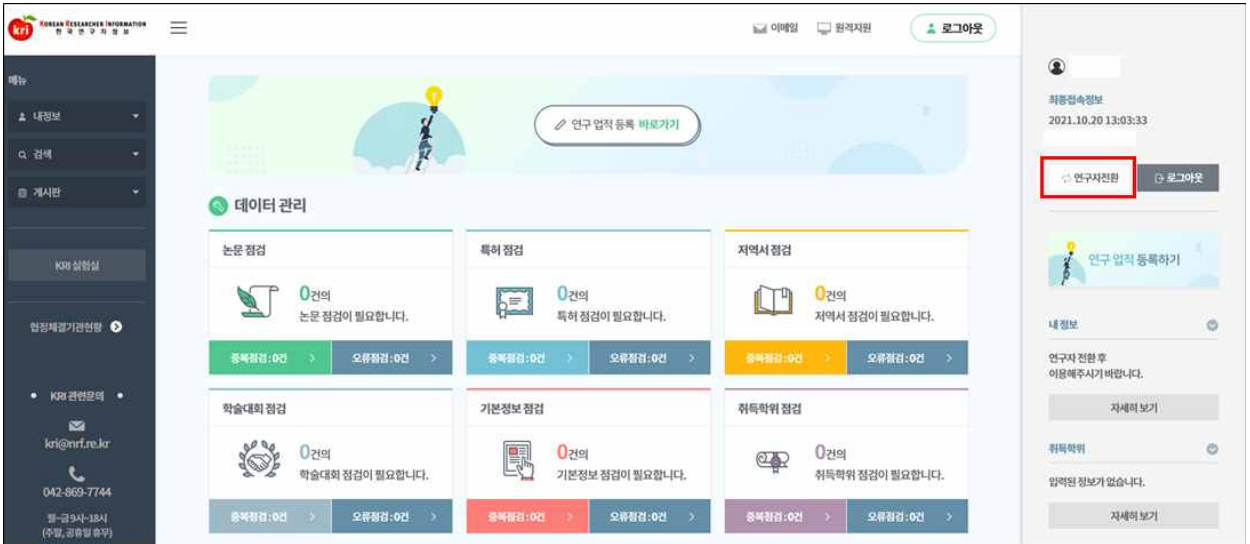 kri KOREAN RESEARCHER INFORMATION
한국연구자정보
이메일
원격지원
로그아웃
메뉴
내정보
검색
게시판
KRI 실험실
협정체결기관현황
• KRI 관련문의 •
kri@nrf.re.kr
042-869-7744
월~금 9시-18시
(주말,공휴일 휴무)
연구 업적 등록 바로가기
데이터 관리
논문 점검
0건의
논문 점검이 필요합니다.
중복점검:0건 >
오류점검:0건 >
특허 점검
0건의
특허 점검이 필요합니다.
중복점검:0건 >
오류점검:0건 >
저역서 점검
0건의
저역서 점검이 필요합니다.
중복점검:0건 >
오류점검:0건 >
학술대회 점검
0건의
학술대회 점검이 필요합니다.
중복점검:0건 >
오류점검:0건 >
기본정보 점검
0건의
기본정보 점검이 필요합니다.
중복점검:0건 >
오류점검:0건 >
취득학위 점검
0건의
취득학위 점검이 필요합니다.
중복점검:0건 >
오류점검:0건 >
최종접속정보
2021.10.20 13:03:33
연구자전환
로그아웃
연구 업적 등록하기
내정보
연구자 전환 후
이용해주시기 바랍니다.
자세히 보기
취득학위
입력된 정보가 없습니다.
자세히 보기